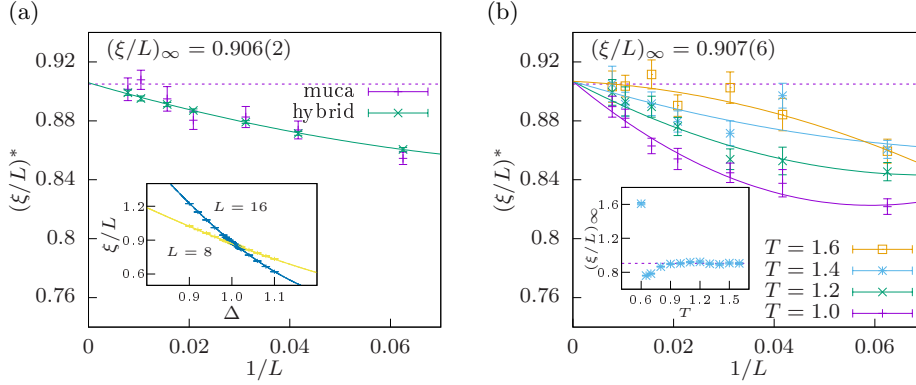 (a)
(ξ/L)∞ = 0.906(2)
muca
hybrid
(ξ/L)*
0.92
0.88
0.84
0.8
0.76
0
0.02
0.04
0.06
1/L
ξ/L
1.2
0.9
0.6
L = 16
L = 8
0.9
1.0
1.1
Δ
(b)
(ξ/L)∞ = 0.907(6)
(ξ/L)*
0.92
0.88
0.84
0.8
0.76
0
0.02
0.04
0.06
1/L
(ξ/L)∞
1.6
0.8
0.6
0.9
1.2
1.5
T
T = 1.6
T = 1.4
T = 1.2
T = 1.0